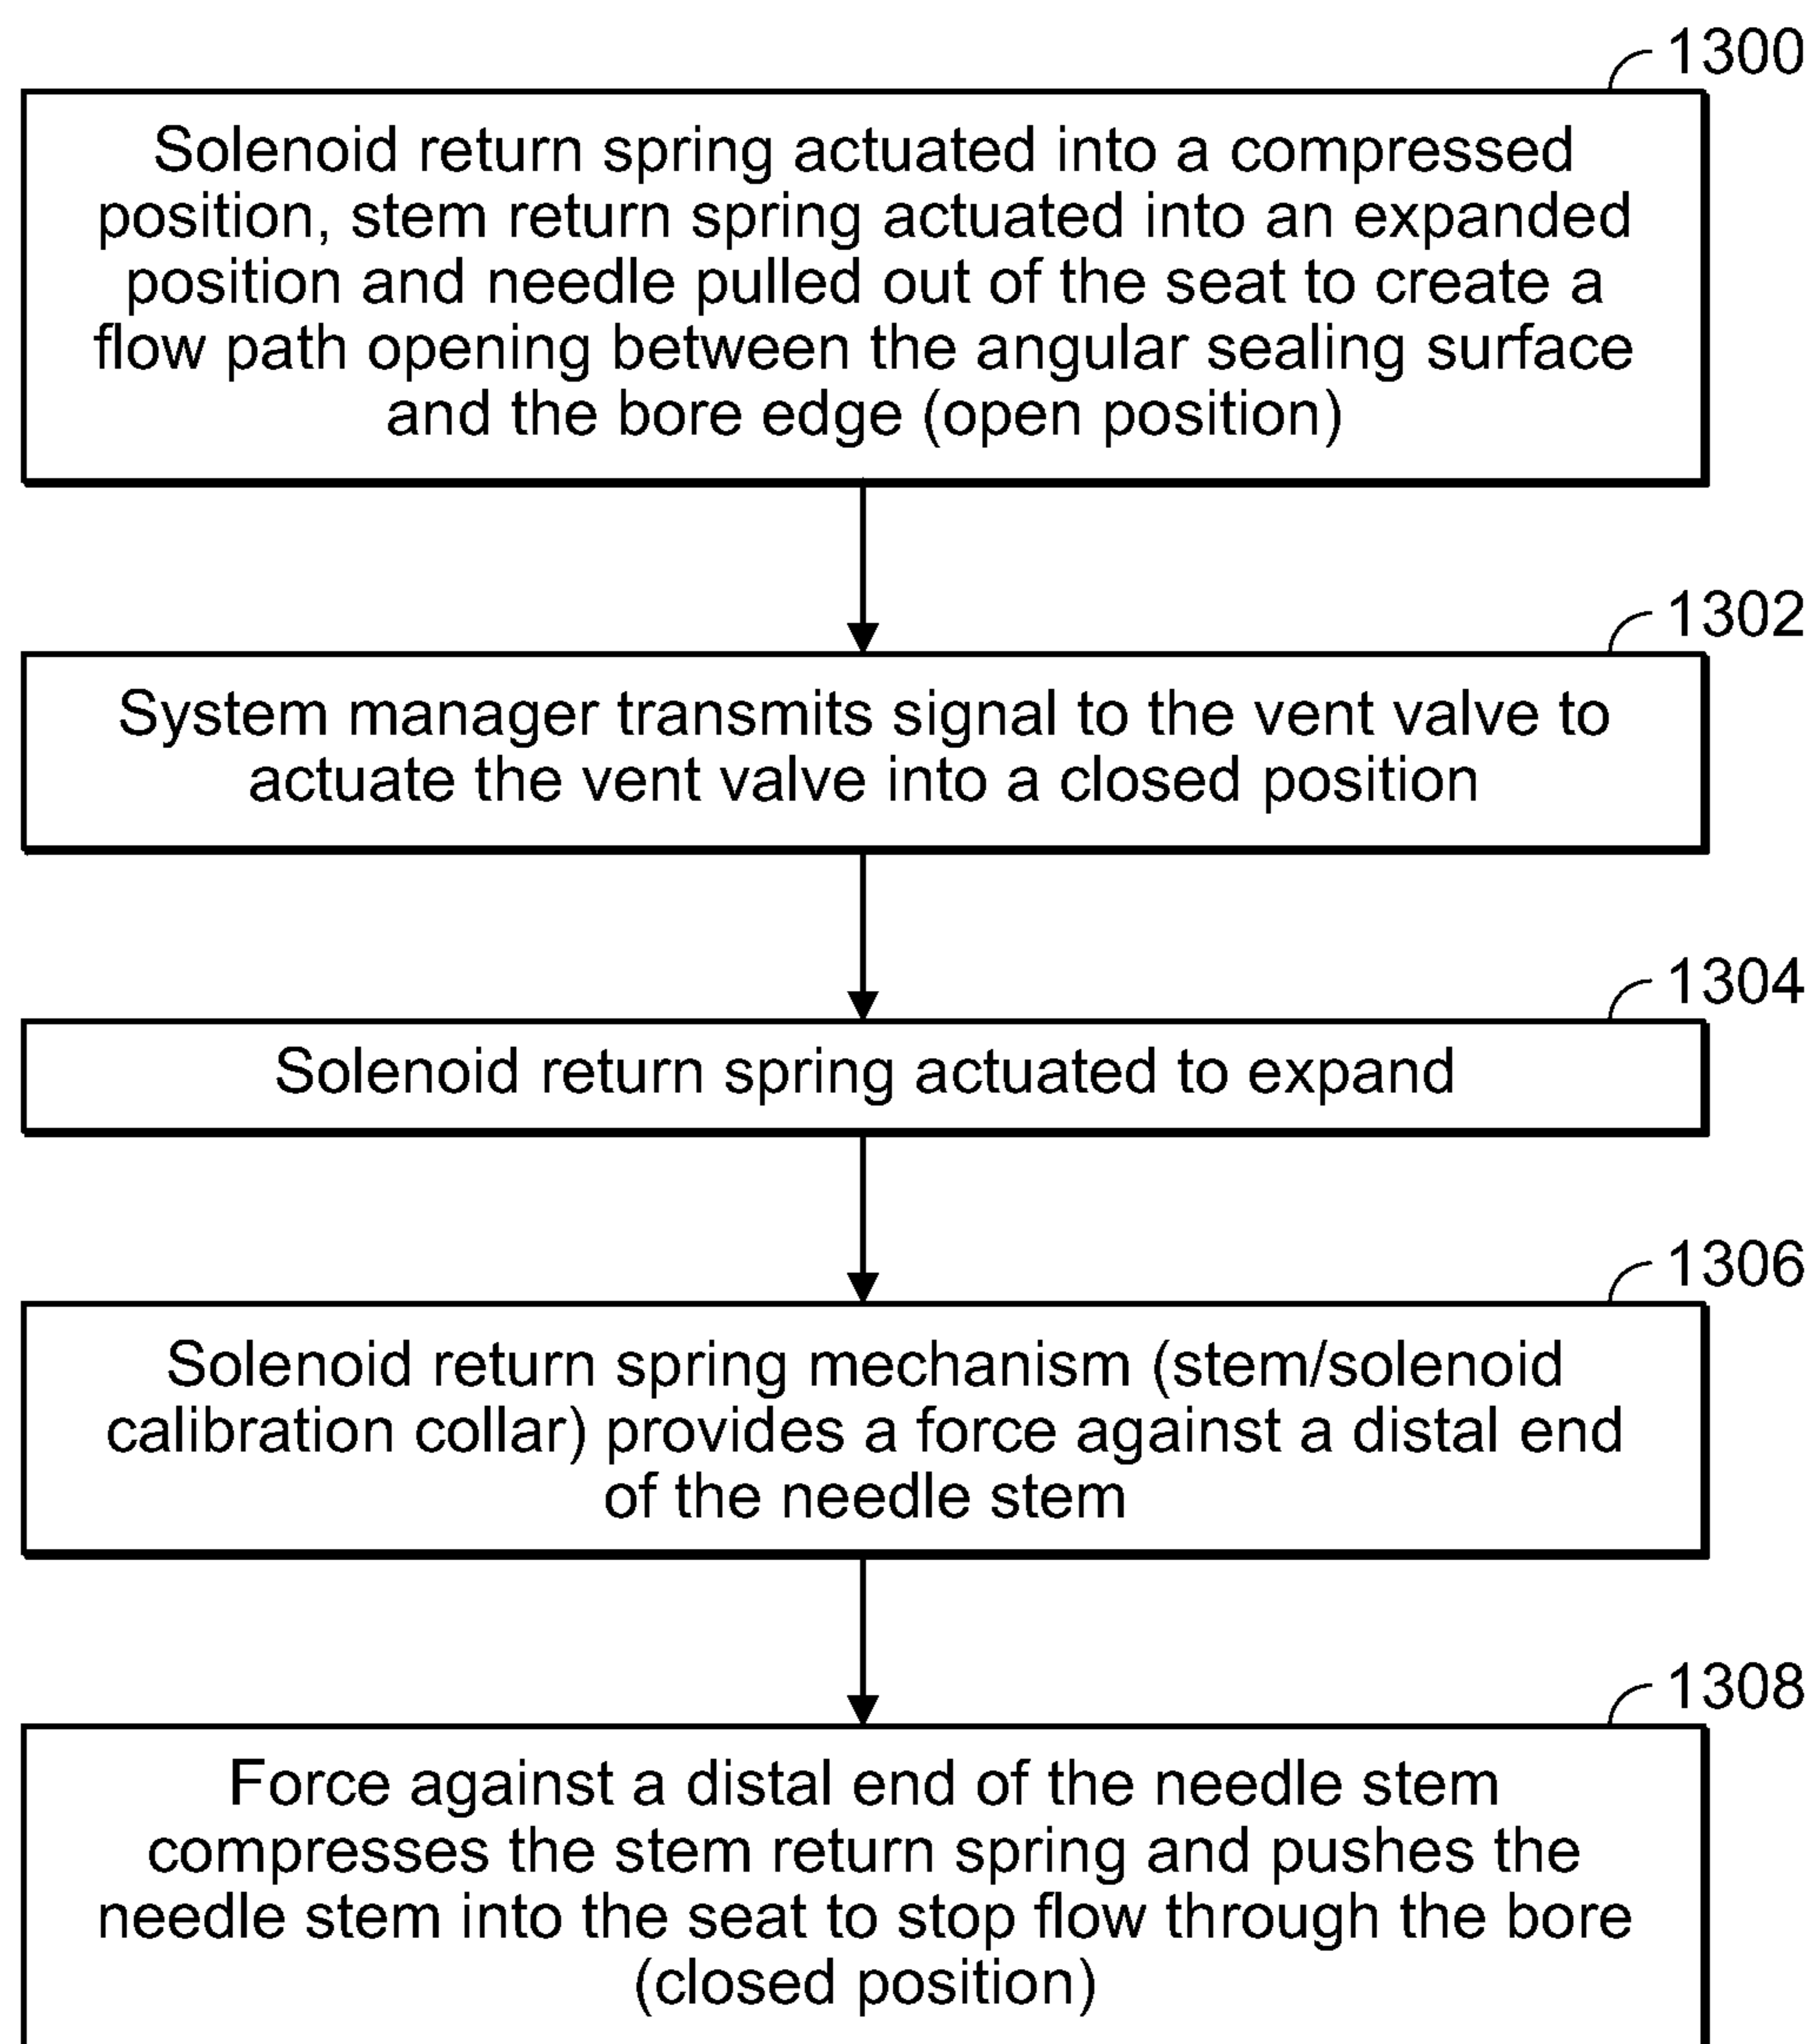 1300
Solenoid return spring actuated into a compressed
position, stem return spring actuated into an expanded
position and needle pulled out of the seat to create a
flow path opening between the angular sealing surface
and the bore edge (open position)
1302
System manager transmits signal to the vent valve to
actuate the vent valve into a closed position
1304
Solenoid return spring actuated to expand
1306
Solenoid return spring mechanism (stem/solenoid
calibration collar) provides a force against a distal end
of the needle stem
1308
Force against a distal end of the needle stem
compresses the stem return spring and pushes the
needle stem into the seat to stop flow through the bore
(closed position)